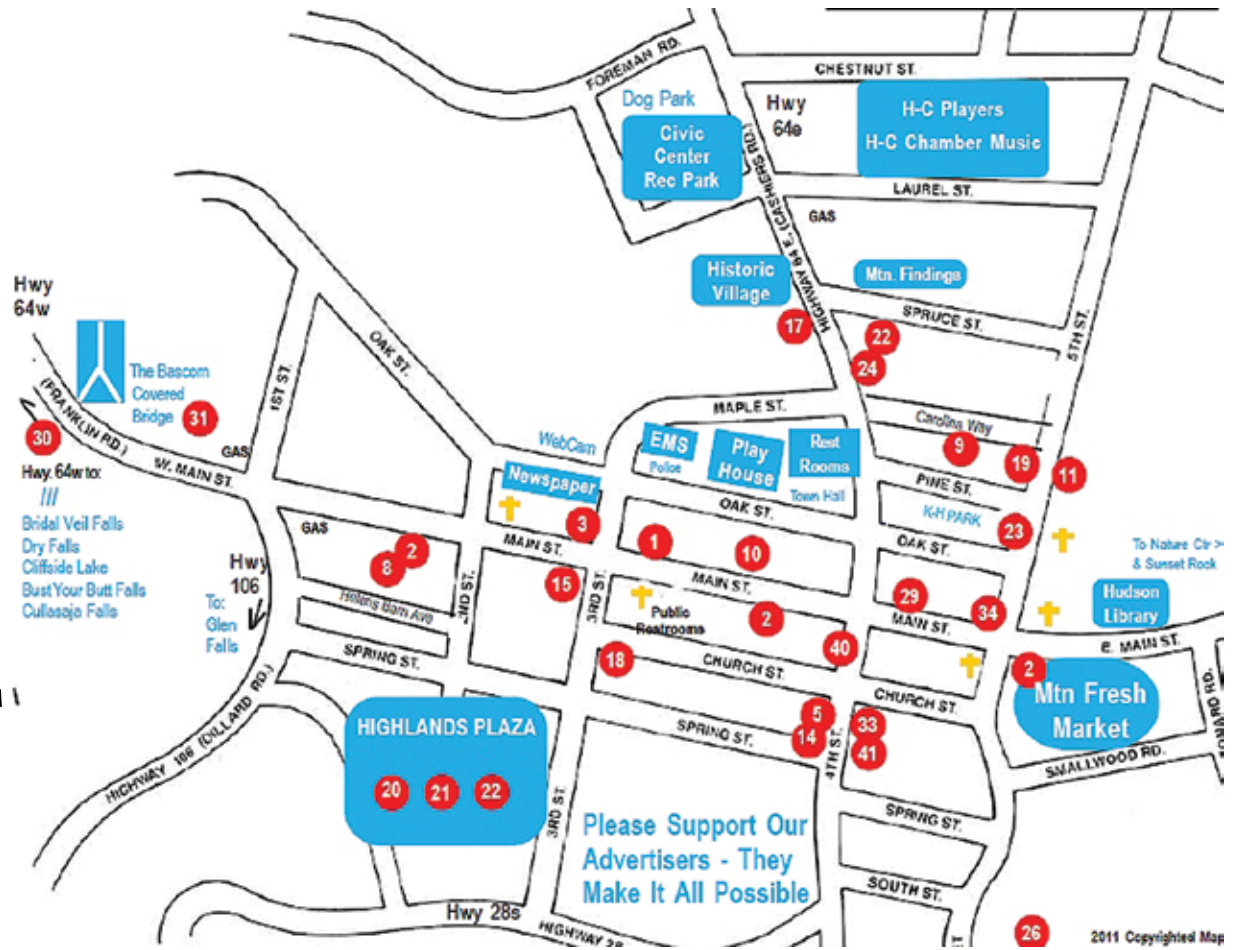 FOREMAN RD.
CHESTNUT ST.
Dog Park
Civic
Center
Rec Park
Hwy
64e
H-C Players
H-C Chamber Music
HIGHWAY 64 E. (CASHIERS RD.)
LAUREL ST.
GAS
Historic
Village
Mtn. Findings
SPRUCE ST.
17
22
24
5TH ST.
Hwy
64w
The Bascom
Covered
Bridge
31
1ST ST.
OAK ST.
(FRANKLIN RD.)
30
GAS
W. MAIN ST.
Hwy. 64w to:
///
Bridal Veil Falls
Dry Falls
Cliffside Lake
Bust Your Butt Falls
Cullasaja Falls
MAPLE ST.
Carolina Way
9
19
11
WebCam
EMS
Police
Play
House
Rest
Rooms
Town Hall
PINE ST.
Newspaper
K-H PARK
23
OAK ST.
OAK ST.
3
GAS
2
8
MAIN ST.
1
10
To Nature Ctr >
& Sunset Rock
Hwy
106
To:
Glen
Falls
Helens Barn Ave
2ND ST.
15
3RD ST.
MAIN ST.
29
34
MAIN ST.
Hudson
Library
Public
Restrooms
2
E. MAIN ST.
SPRING ST.
18
CHURCH ST.
40
2
Mtn Fresh
Market
CHURCH ST.
HIGHWAY 106 (DILLARD RD.)
HIGHLANDS PLAZA
SPRING ST.
5
14
33
41
4TH ST.
SMALLWOOD RD.
20
21
22
3RD ST.
Please Support Our
Advertisers - They
Make It All Possible
SPRING ST.
SOUTH ST.
Hwy 28s
HIGHWAY 28
26
2011 Copyrighted Map